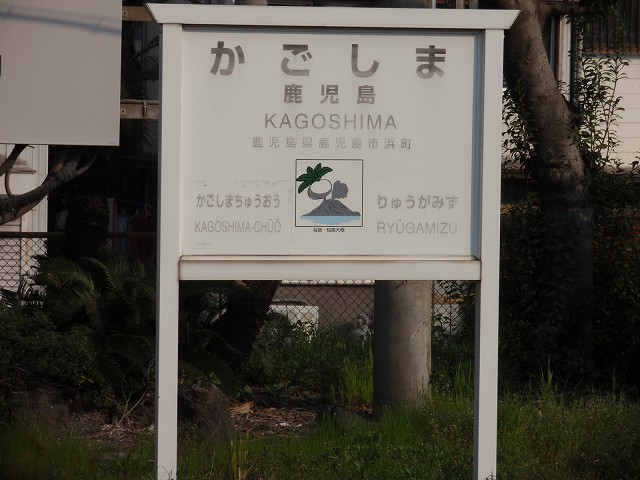 かごしま
鹿児島
KAGOSHIMA
鹿児島県鹿児島市浜町
かごしまちゅうおう
りゅうがみず
KAGOSHIMA-CHŪŌ
RYŪGAMIZU